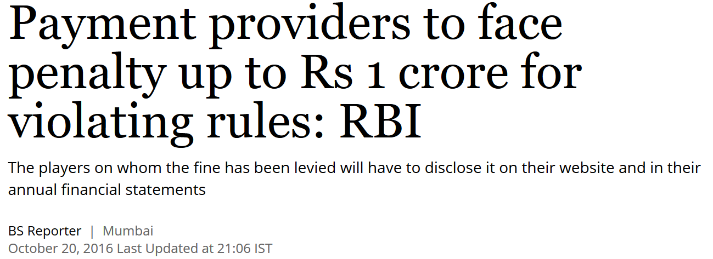 Payment providers to face
penalty up to Rs 1 crore for
violating rules: RBI
The players on whom the fine has been levied will have to disclose it on their website and in their
annual financial statements
BS Reporter | Mumbai
October 20, 2016 Last Updated at 21:06 IST